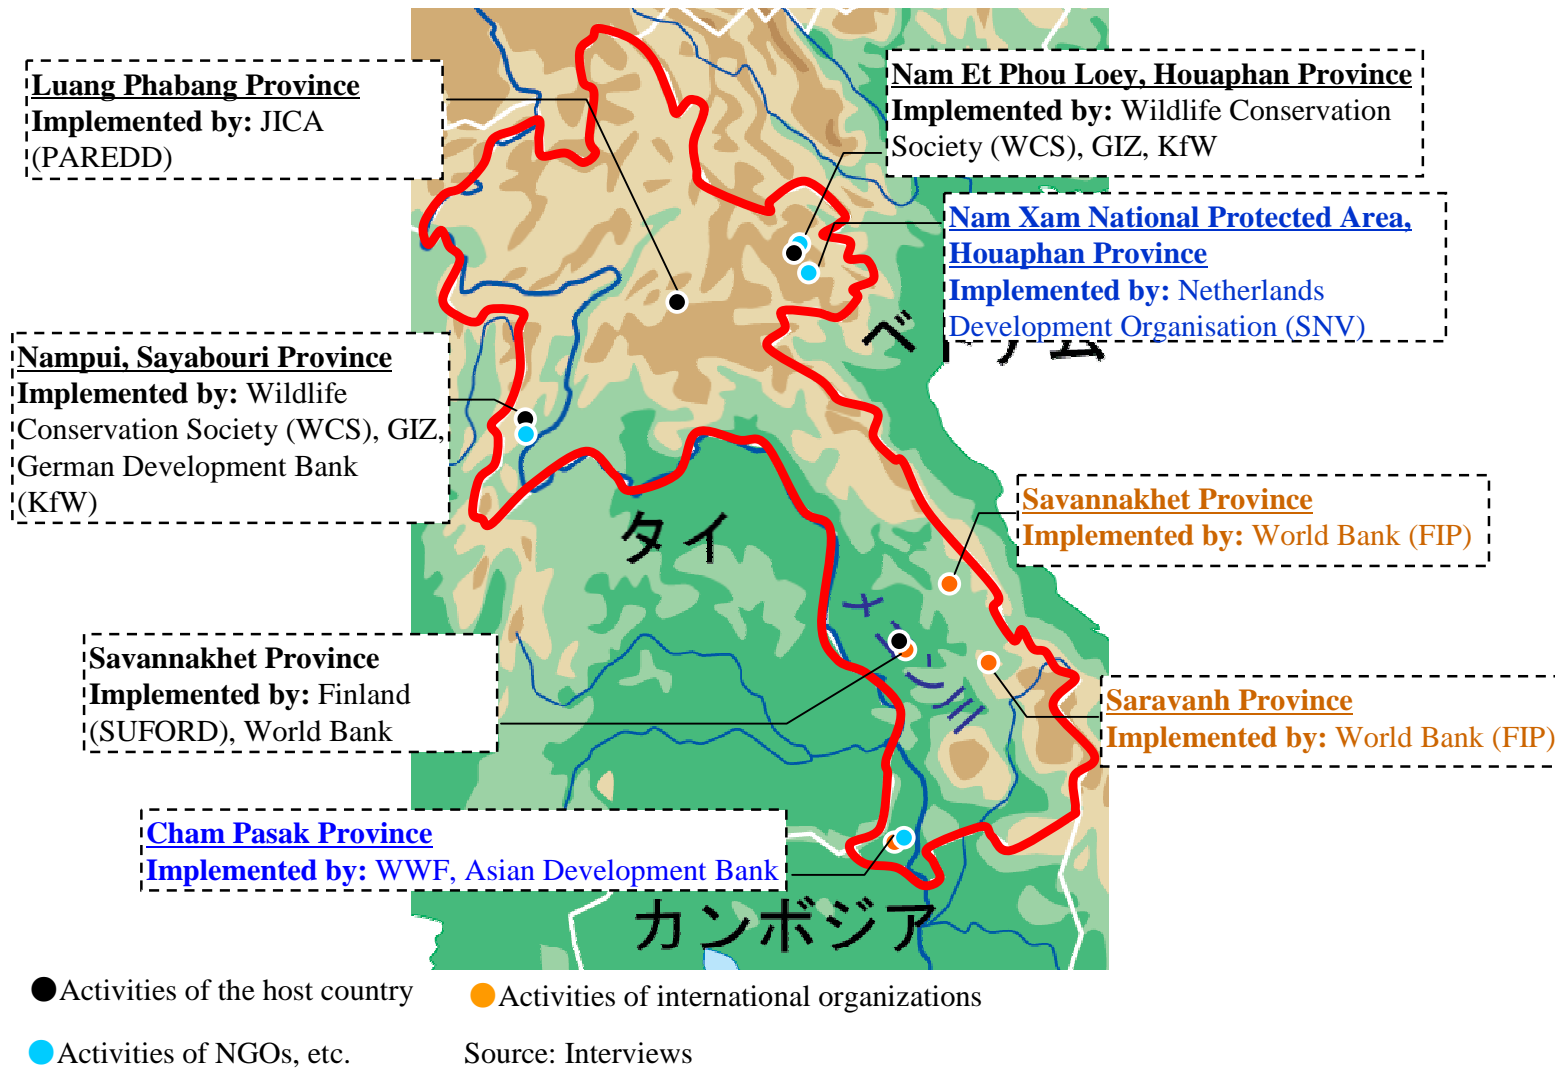 Luang Phabang Province
Implemented by: JICA
(PAREDD)
Nam Et Phou Loey, Houaphan Province
Implemented by: Wildlife Conservation
Society (WCS), GIZ, KfW
Nam Xam National Protected Area,
Houaphan Province
Implemented by: Netherlands
Development Organisation (SNV)
Nampui, Sayabouri Province
Implemented by: Wildlife
Conservation Society (WCS), GIZ,
German Development Bank
(KfW)
タイ
Savannakhet Province
Implemented by: World Bank (FIP)
Savannakhet Province
Implemented by: Finland
(SUFORD), World Bank
Saravanh Province
Implemented by: World Bank (FIP)
Cham Pasak Province
Implemented by: WWF, Asian Development Bank
カンボジア
Activities of the host country
Activities of international organizations
Activities of NGOs, etc.
Source: Interviews